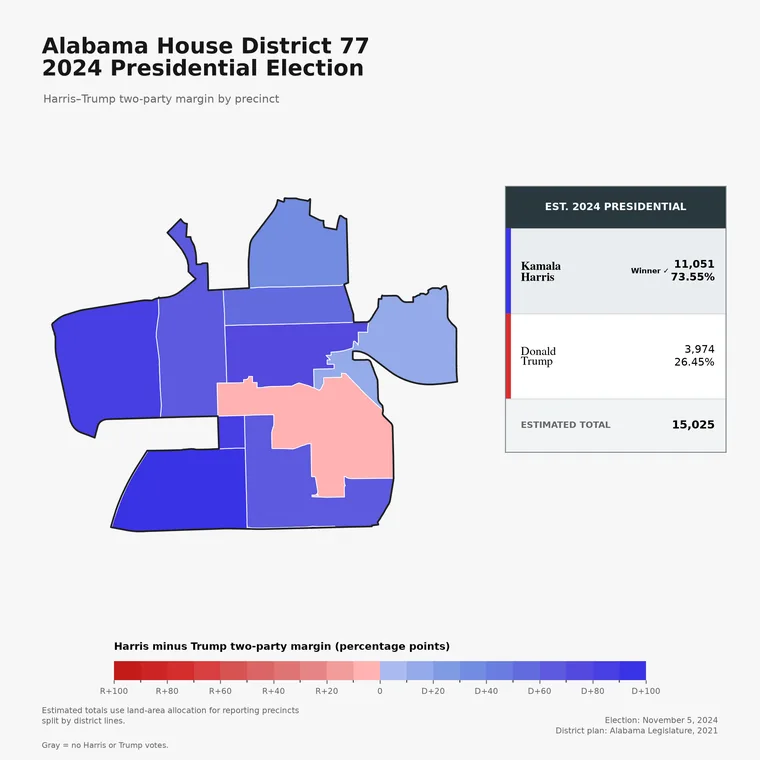 Alabama House District 77
2024 Presidential Election
Harris–Trump two-party margin by precinct
EST. 2024 PRESIDENTIAL
Kamala
Harris
Winner ✓
11,051
73.55%
Donald
Trump
3,974
26.45%
ESTIMATED TOTAL
15,025
Harris minus Trump two-party margin (percentage points)
R+100 R+80 R+60 R+40 R+20 0 D+20 D+40 D+60 D+80 D+100
Estimated totals use land-area allocation for reporting precincts
split by district lines.
Gray = no Harris or Trump votes.
Election: November 5, 2024
District plan: Alabama Legislature, 2021